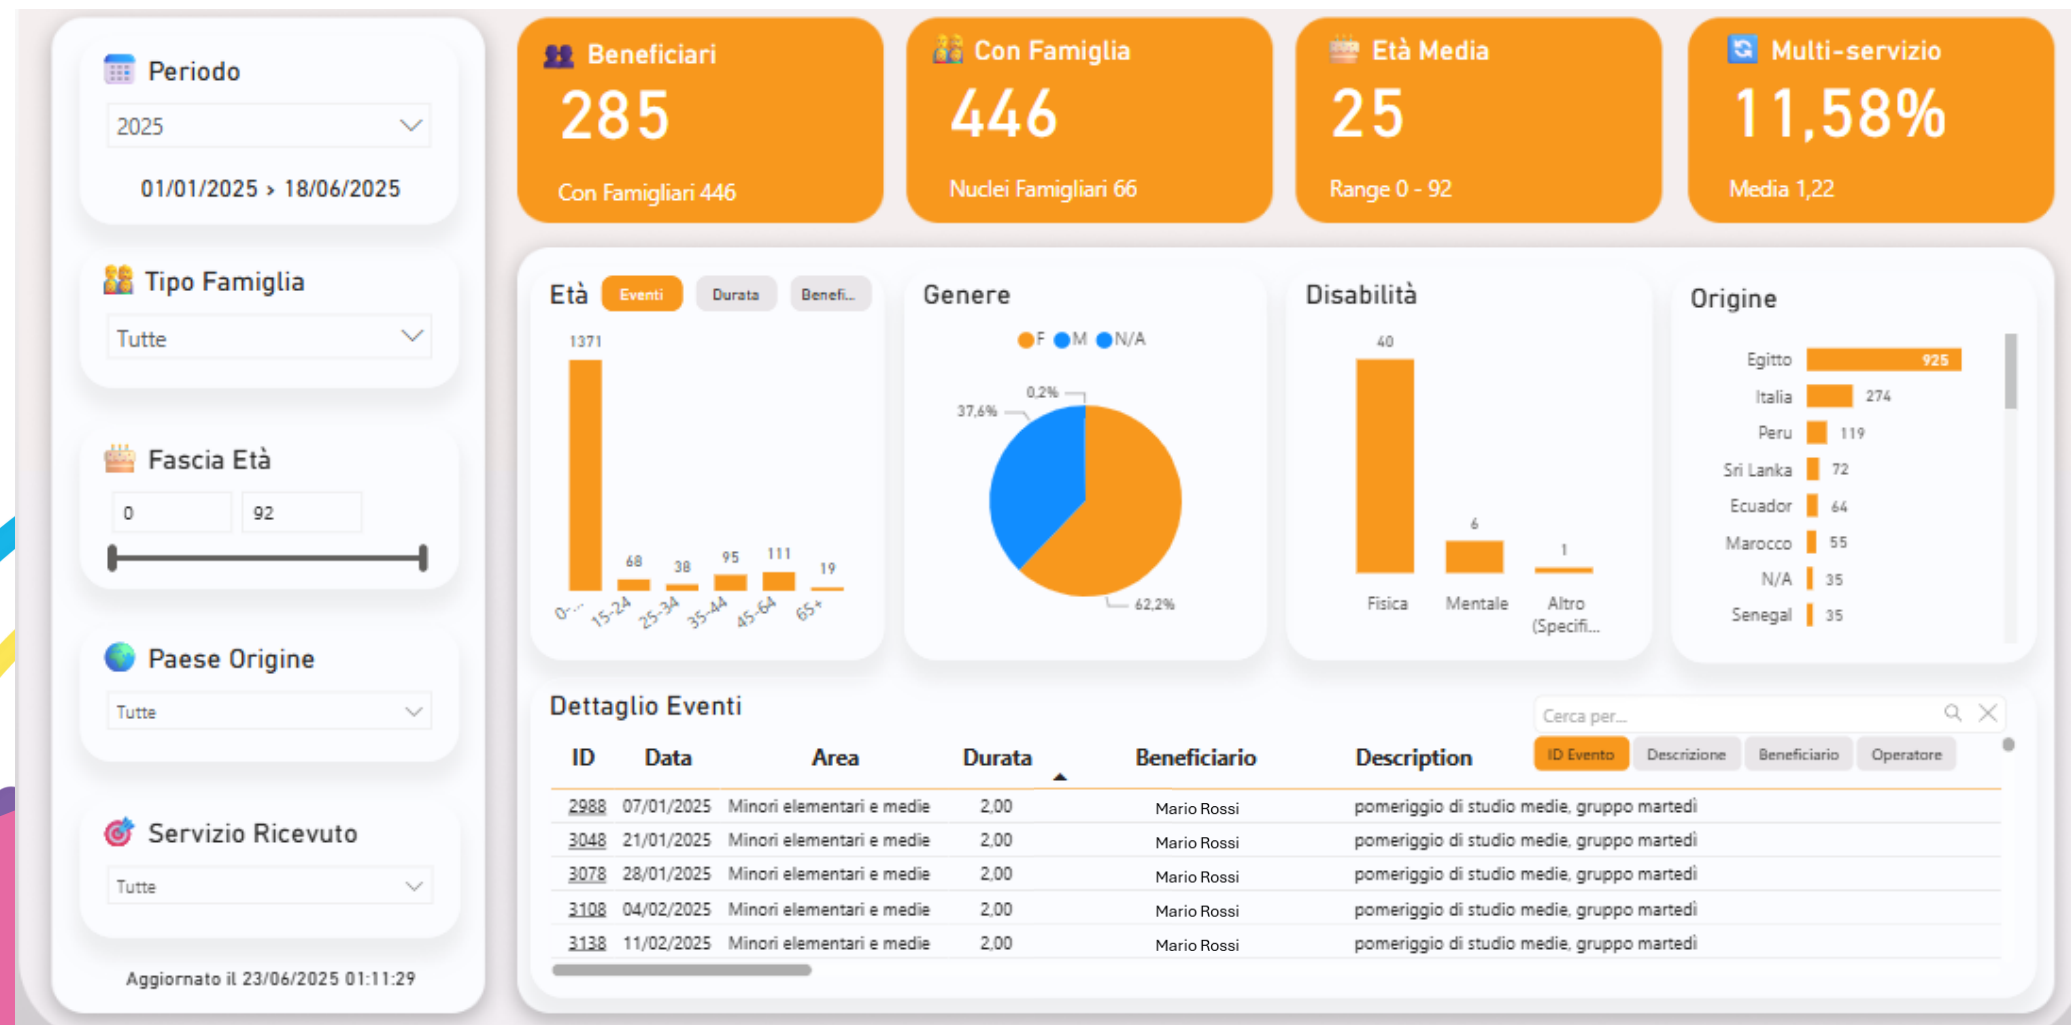 Periodo
2025
01/01/2025 > 18/06/2025
Tipo Famiglia
Tutte
Fascia Età
0 92
Paese Origine
Tutte
Servizio Ricevuto
Tutte
Aggiornato il 23/06/2025 01:11:29
Beneficiari
285
Con Famigliari 446
Con Famiglia
446
Nuclei Famigliari 66
Età Media
25
Range 0 - 92
Multi-servizio
11,58%
Media 1,22
Età Eventi Durata Benefi...
1371
68 38 95 111 19
0-... 15-24 25-34 35-44 45-64 65+
Genere
F M N/A
0,2%
37,6%
62,2%
Disabilità
40
6
1
Fisica Mentale Altro
(Specifi...
Origine
Egitto 925
Italia 274
Peru 119
Sri Lanka 72
Ecuador 64
Marocco 55
N/A 35
Senegal 35
Dettaglio Eventi
Cerca per...
ID Evento Descrizione Beneficiario Operatore
ID Data Area Durata Beneficiario Description
2988 07/01/2025 Minori elementari e medie 2,00 Mario Rossi pomeriggio di studio medie, gruppo martedì
3048 21/01/2025 Minori elementari e medie 2,00 Mario Rossi pomeriggio di studio medie, gruppo martedì
3078 28/01/2025 Minori elementari e medie 2,00 Mario Rossi pomeriggio di studio medie, gruppo martedì
3108 04/02/2025 Minori elementari e medie 2,00 Mario Rossi pomeriggio di studio medie, gruppo martedì
3138 11/02/2025 Minori elementari e medie 2,00 Mario Rossi pomeriggio di studio medie, gruppo martedì